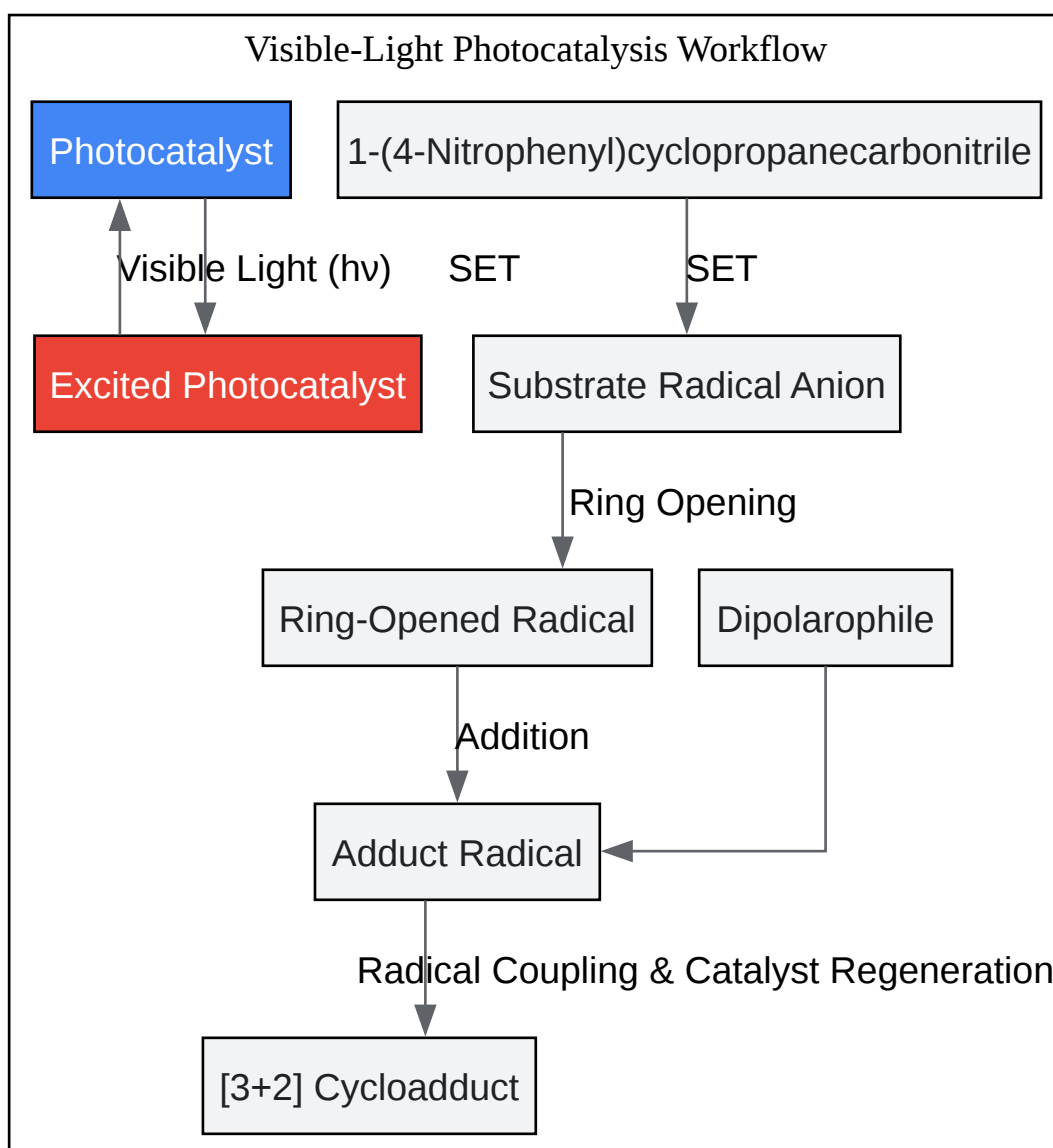 Visible-Light Photocatalysis Workflow
Photocatalyst
1-(4-Nitrophenyl)cyclopropanecarbonitrile
Visible Light (hν)
SET
SET
Excited Photocatalyst
Substrate Radical Anion
Ring Opening
Ring-Opened Radical
Dipolarophile
Addition
Adduct Radical
Radical Coupling & Catalyst Regeneration
[3+2] Cycloadduct